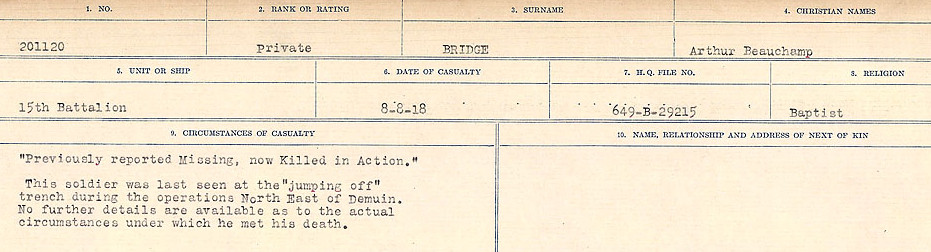 1. NO. 2. RANK OR RATING 3. SURNAME 4. CHRISTIAN NAMES
201120 Private BRIDGE Arthur Beauchamp
5. UNIT OR SHIP 6. DATE OF CASUALTY 7. H.Q. FILE NO. 8. RELIGION
15th Battalion 8-8-18 649-B-29215 Baptist
9. CIRCUMSTANCES OF CASUALTY 10. NAME, RELATIONSHIP AND ADDRESS OF NEXT OF KIN
"Previously reported Missing, now Killed in Action."
This soldier was last seen at the"jumping off"
trench during the operations North East of Demuin.
No further details are available as to the actual
circumstances under which he met his death.